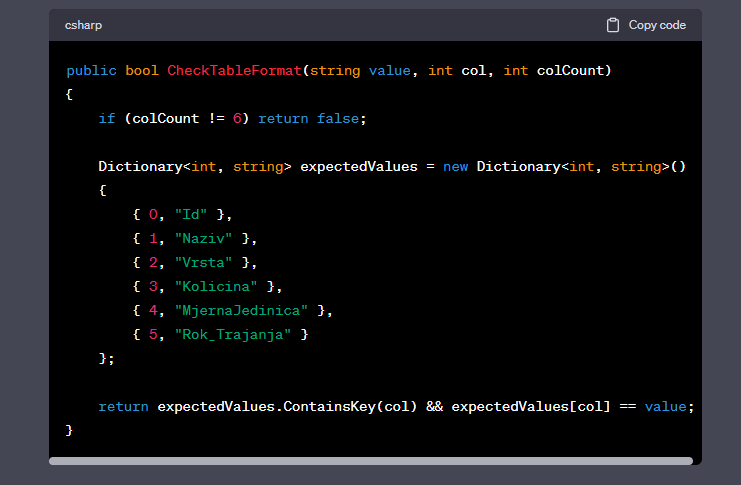 csharp
Copy code
public bool CheckTableFormat(string value, int col, int colCount)
{
    if (colCount != 6) return false;

    Dictionary<int, string> expectedValues = new Dictionary<int, string>()
    {
        { 0, "Id" },
        { 1, "Naziv" },
        { 2, "Vrsta" },
        { 3, "Kolicina" },
        { 4, "MjernaJedinica" },
        { 5, "Rok_Trajanja" }
    };

    return expectedValues.ContainsKey(col) && expectedValues[col] == value;
}